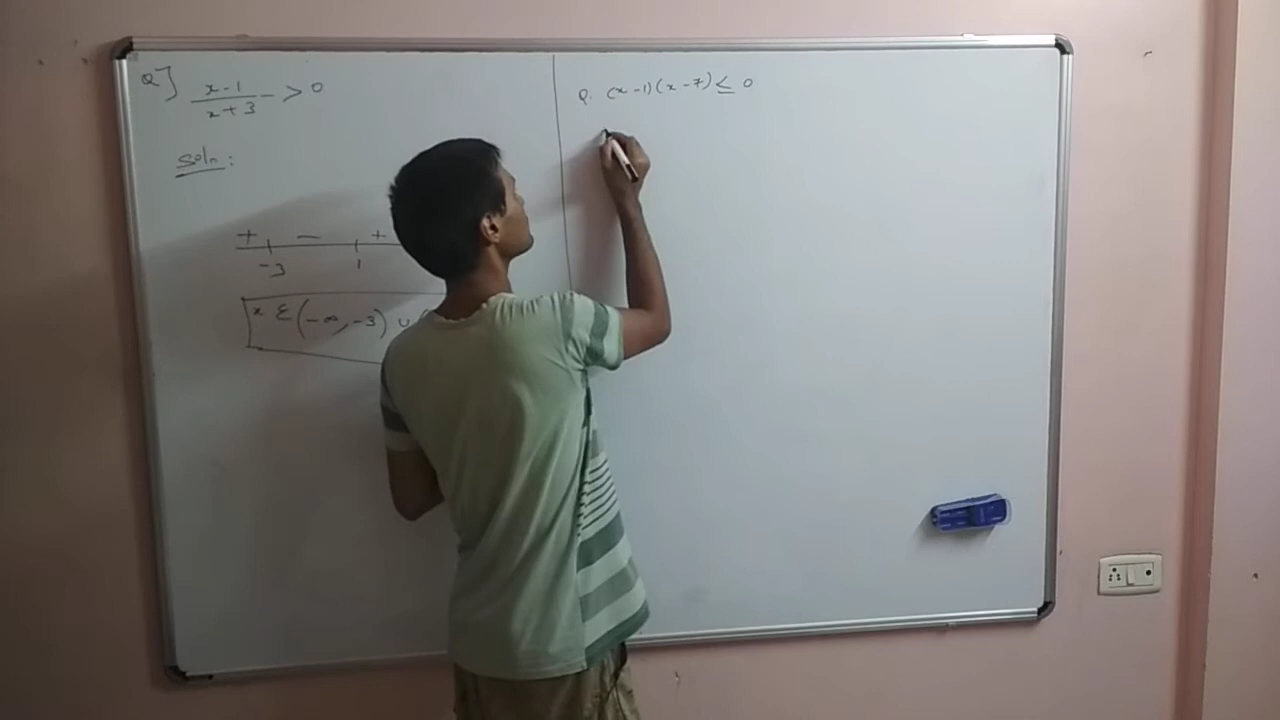 Q] x-1
x+3 > 0
Soln:
+ - +
-3 1
x ∈ (-∞, -3) ∪
Q. (x-1)(x-7) ≤ 0